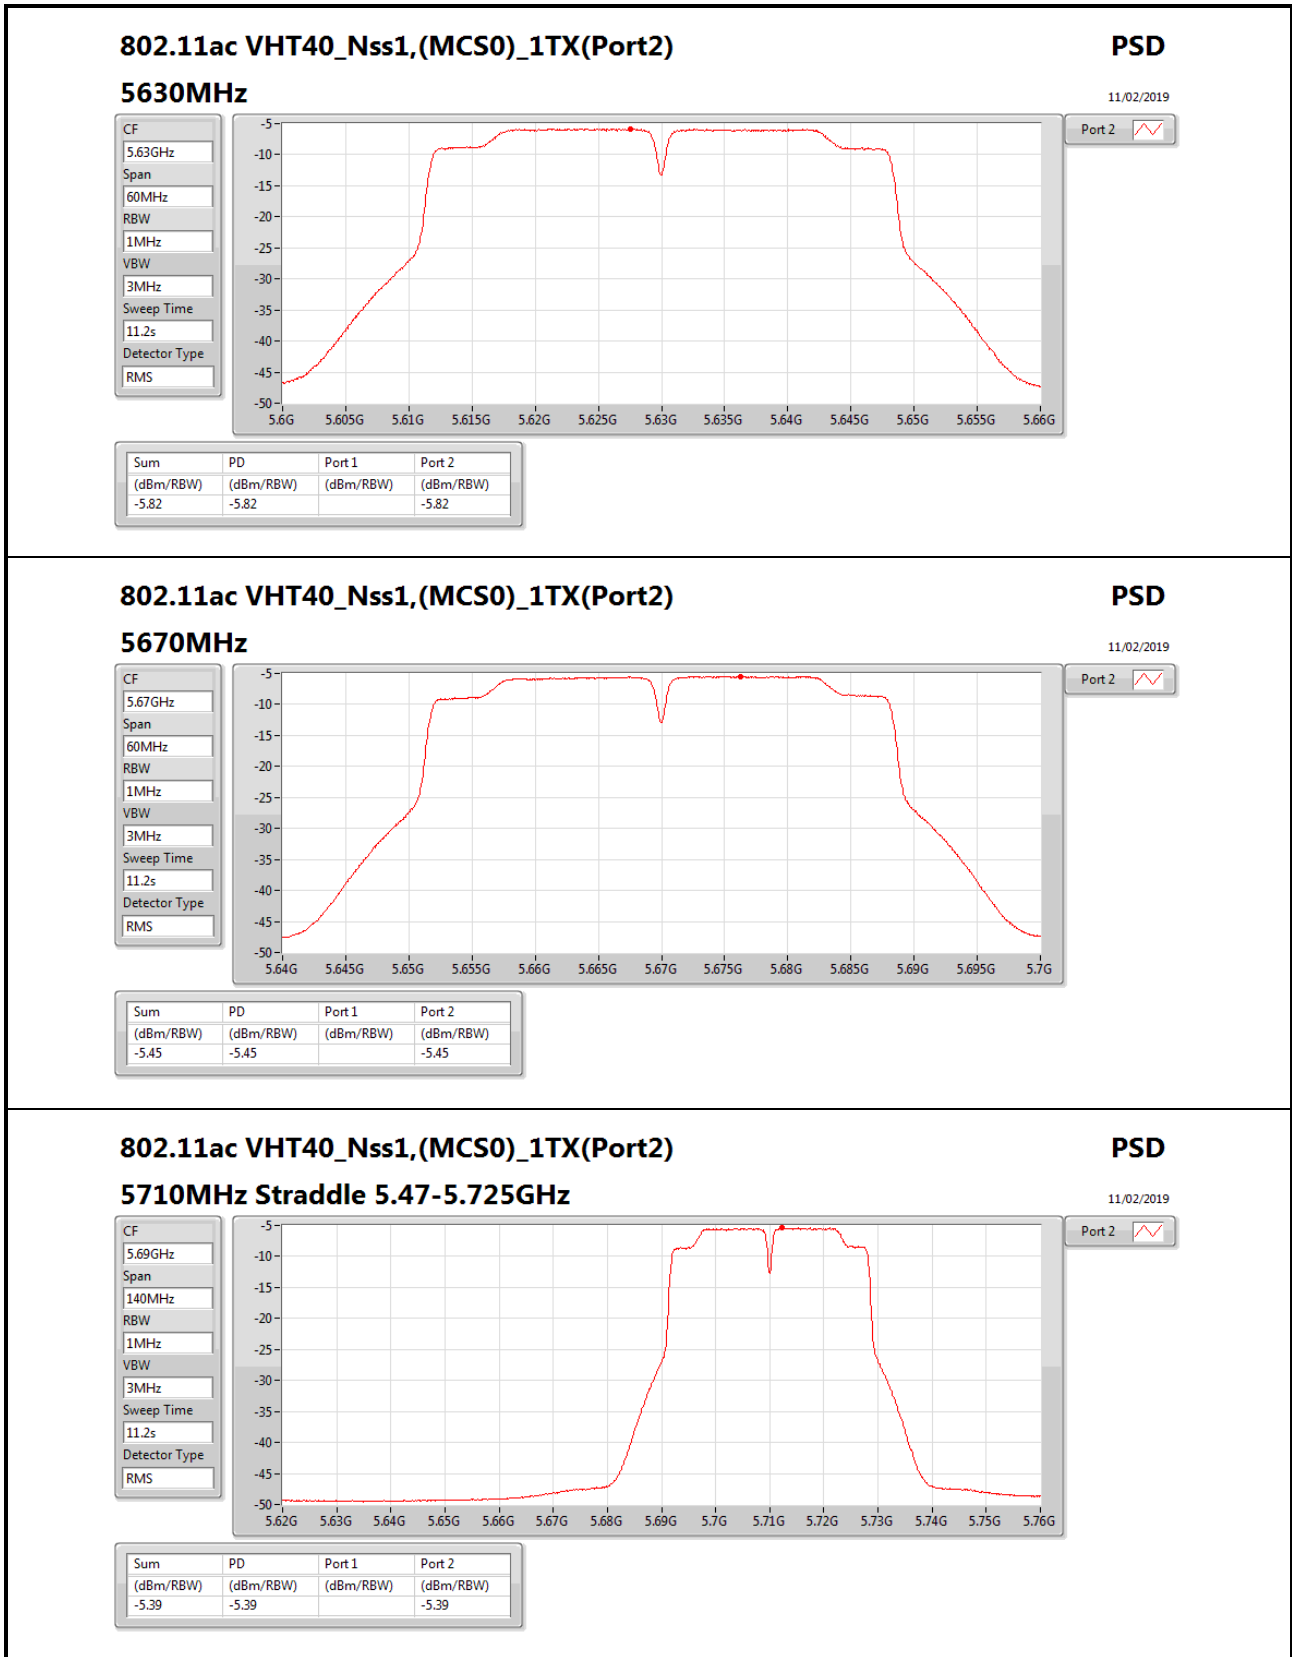 802.11ac VHT40_Nss1,(MCS0)_1TX(Port2) PSD
5630MHz 11/02/2019
CF
5.63GHz
Span
60MHz
RBW
1MHz
VBW
3MHz
Sweep Time
11.2s
Detector Type
RMS
-5
-10
-15
-20
-25
-30
-35
-40
-45
-50
5.6G 5.605G 5.61G 5.615G 5.62G 5.625G 5.63G 5.635G 5.64G 5.645G 5.65G 5.655G 5.66G
Port 2
Sum PD Port 1 Port 2
(dBm/RBW) (dBm/RBW) (dBm/RBW) (dBm/RBW)
-5.82 -5.82 -5.82
802.11ac VHT40_Nss1,(MCS0)_1TX(Port2) PSD
5670MHz 11/02/2019
CF
5.67GHz
Span
60MHz
RBW
1MHz
VBW
3MHz
Sweep Time
11.2s
Detector Type
RMS
-5
-10
-15
-20
-25
-30
-35
-40
-45
-50
5.64G 5.645G 5.65G 5.655G 5.66G 5.665G 5.67G 5.675G 5.68G 5.685G 5.69G 5.695G 5.7G
Port 2
Sum PD Port 1 Port 2
(dBm/RBW) (dBm/RBW) (dBm/RBW) (dBm/RBW)
-5.45 -5.45 -5.45
802.11ac VHT40_Nss1,(MCS0)_1TX(Port2) PSD
5710MHz Straddle 5.47-5.725GHz 11/02/2019
CF
5.69GHz
Span
140MHz
RBW
1MHz
VBW
3MHz
Sweep Time
11.2s
Detector Type
RMS
-5
-10
-15
-20
-25
-30
-35
-40
-45
-50
5.62G 5.63G 5.64G 5.65G 5.66G 5.67G 5.68G 5.69G 5.7G 5.71G 5.72G 5.73G 5.74G 5.75G 5.76G
Port 2
Sum PD Port 1 Port 2
(dBm/RBW) (dBm/RBW) (dBm/RBW) (dBm/RBW)
-5.39 -5.39 -5.39